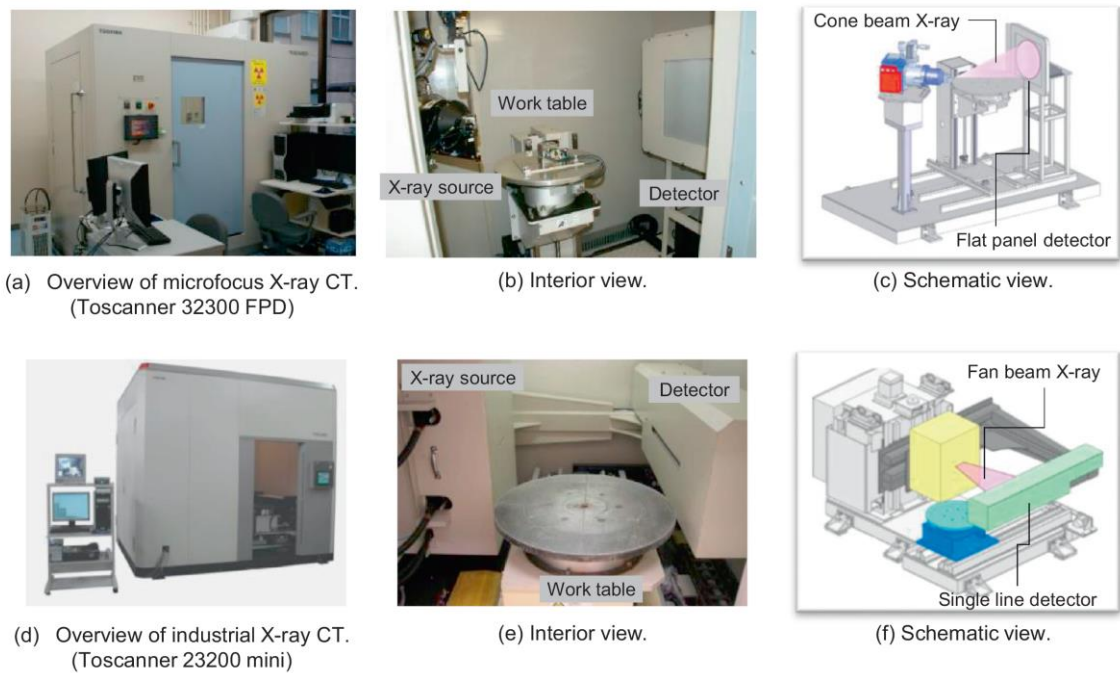 Work table
X-ray source
Detector
Cone beam X-ray
Flat panel detector
(a) Overview of microfocus X-ray CT.
(Toscanner 32300 FPD)
(b) Interior view.
(c) Schematic view.
X-ray source
Detector
Work table
Fan beam X-ray
Single line detector
(d) Overview of industrial X-ray CT.
(Toscanner 23200 mini)
(e) Interior view.
(f) Schematic view.